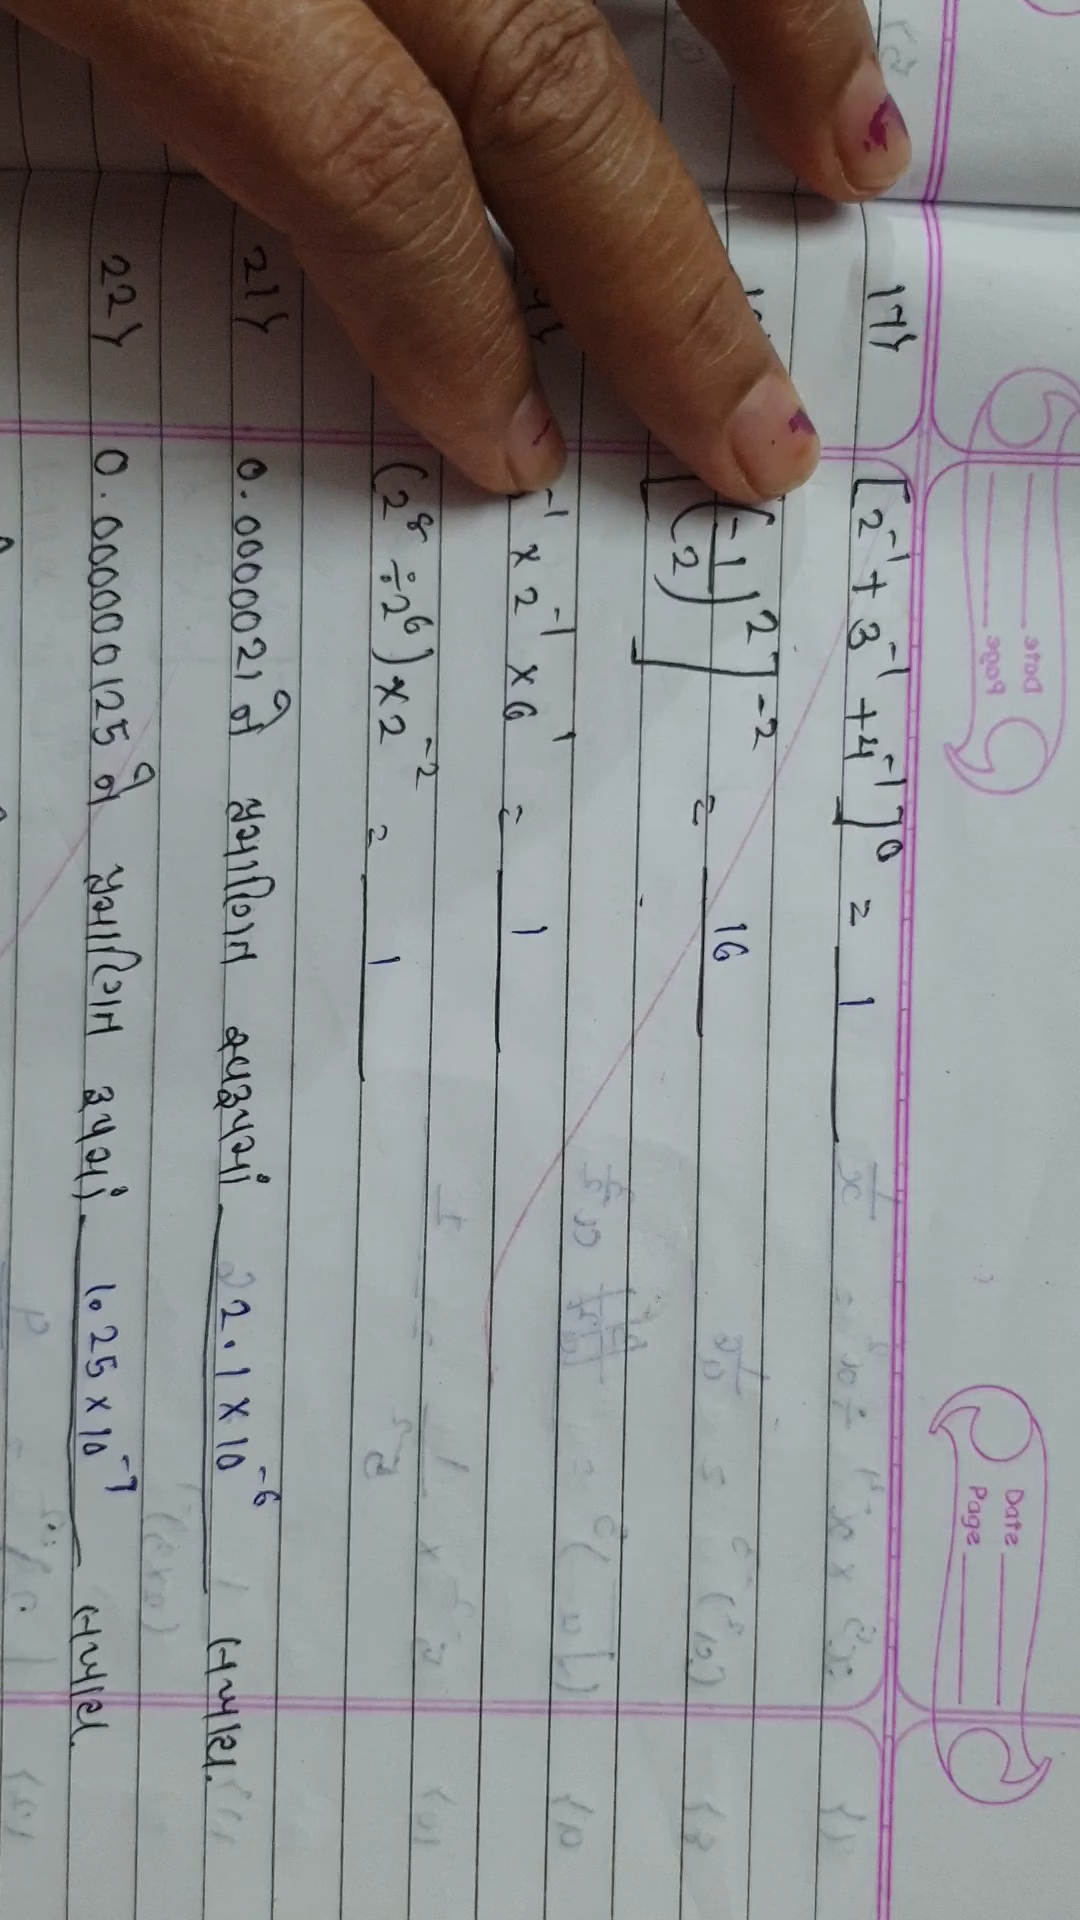 Date
Page
17} [2⁻¹ + 3⁻¹ + 4⁻¹]⁰ = 1
[(-1/2)²]⁻² = 16
⁻¹ × 2⁻¹ × 6¹ = 1
(2⁸ ÷ 2⁶) × 2⁻² = 1
21} 0.0000021 ને પ્રમાણિત સ્વરૂપમાં 2.1 × 10⁻⁶ લખાય.
22} 0.000000125 ને પ્રમાણિત રૂપમાં 1.25 × 10⁻⁷ લખાય.